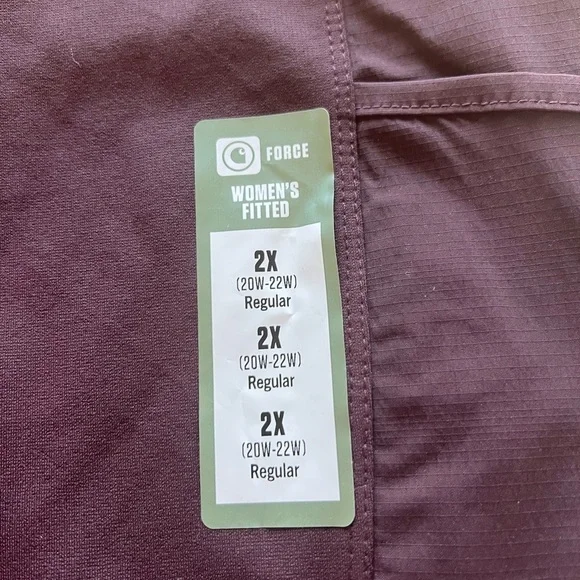 FORCE
WOMEN'S
FITTED
2X
(20W-22W)
Regular
2X
(20W-22W)
Regular
2X
(20W-22W)
Regular